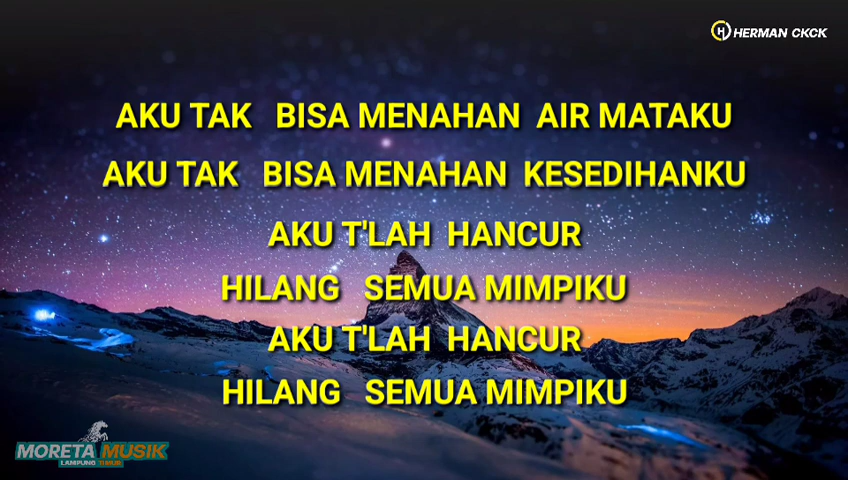 HERMAN CKCK
AKU TAK BISA MENAHAN AIR MATAKU
AKU TAK BISA MENAHAN KESEDIHANKU
AKU T'LAH HANCUR
HILANG SEMUA MIMPIKU
AKU T'LAH HANCUR
HILANG SEMUA MIMPIKU
MORETA MUSIK
LAMPUNG TIMUR